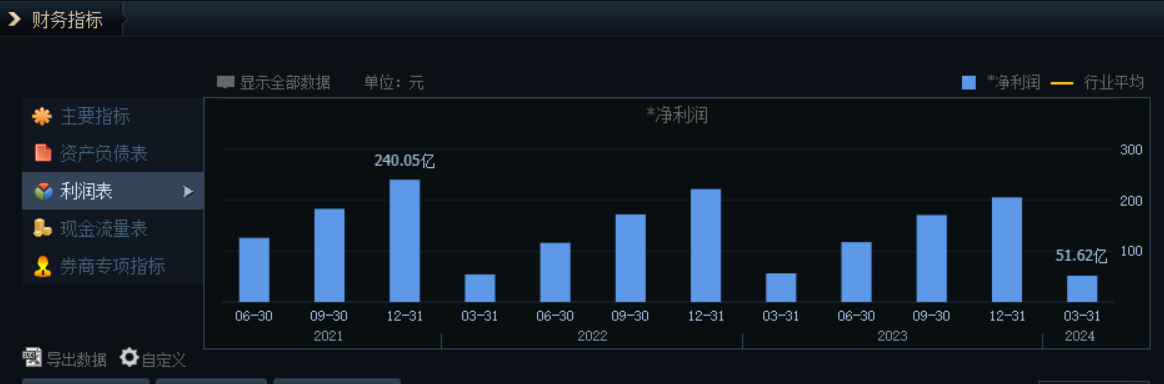 财务指标
显示全部数据 单位：元 *净利润 行业平均
主要指标
资产负债表
利润表
现金流量表
券商专项指标
*净利润
240.05亿
51.62亿
300
200
100
06-30 09-30 12-31 03-31 06-30 09-30 12-31 03-31 06-30 09-30 12-31 03-31
2021 2022 2023 2024
导出数据 自定义